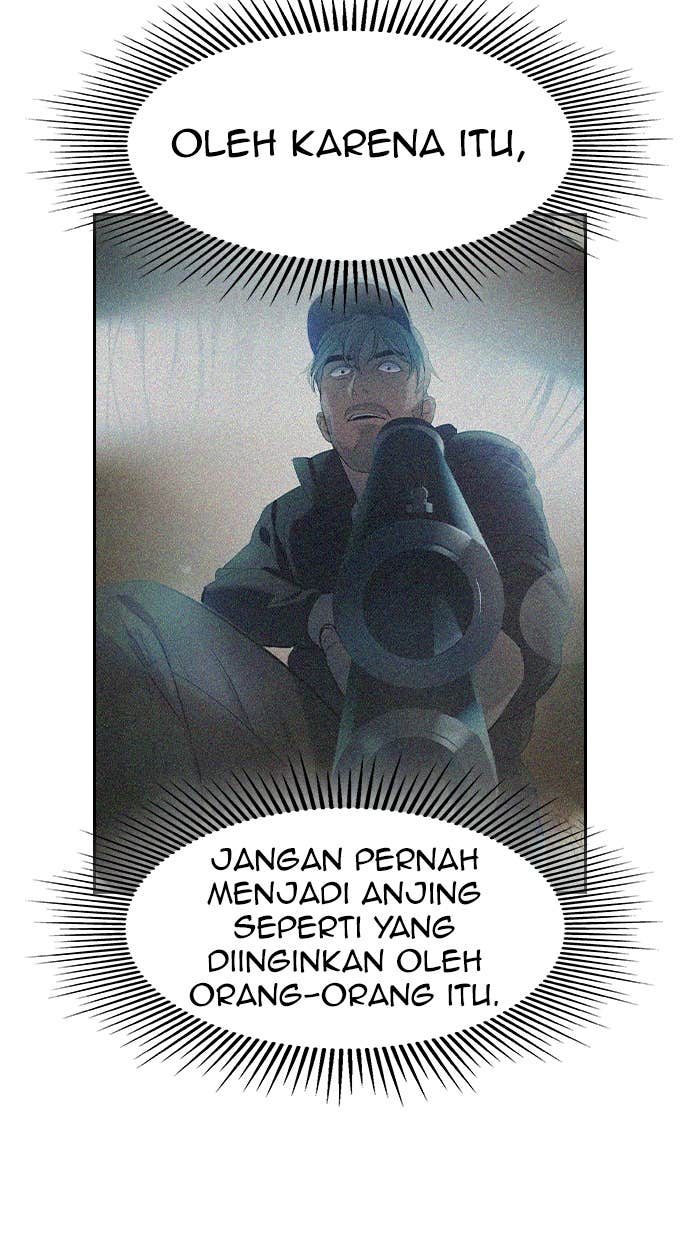 OLEH KARENA ITU,
JANGAN PERNAH
MENJADI ANJING
SEPERTI YANG
DIINGINKAN OLEH
ORANG-ORANG ITU.